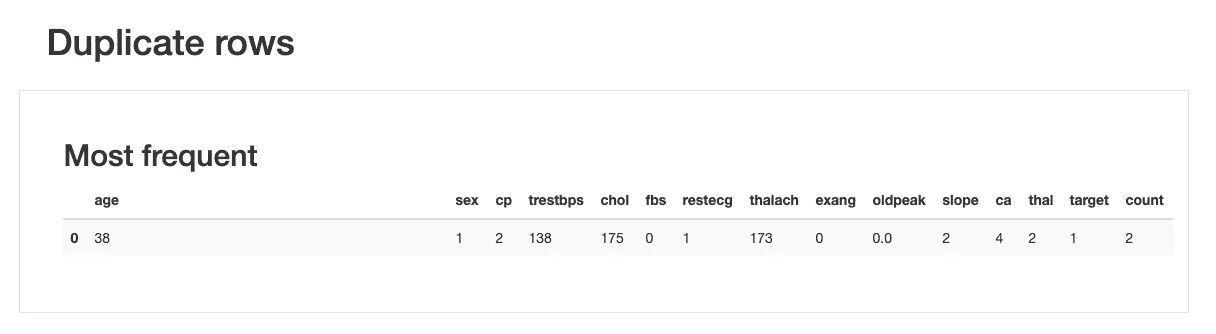 Duplicate rows
Most frequent
age sex cp trestbps chol fbs restecg thalach exang oldpeak slope ca thal target count
0 38 1 2 138 175 0 1 173 0 0.0 2 4 2 1 2